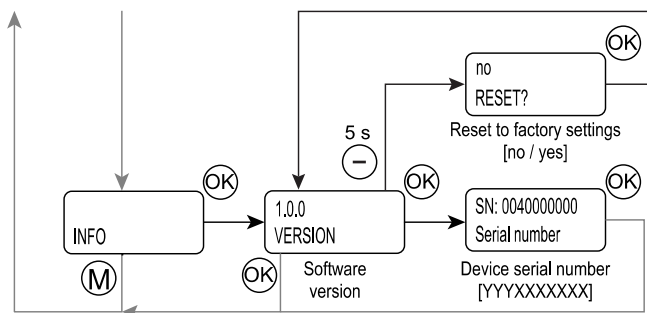 OK
no
RESET?
5 s
−
Reset to factory settings
[no / yes]
OK
OK
OK
INFO
1.0.0
VERSION
SN: 0040000000
Serial number
M
OK
Software
version
Device serial number
[YYYXXXXXXX]